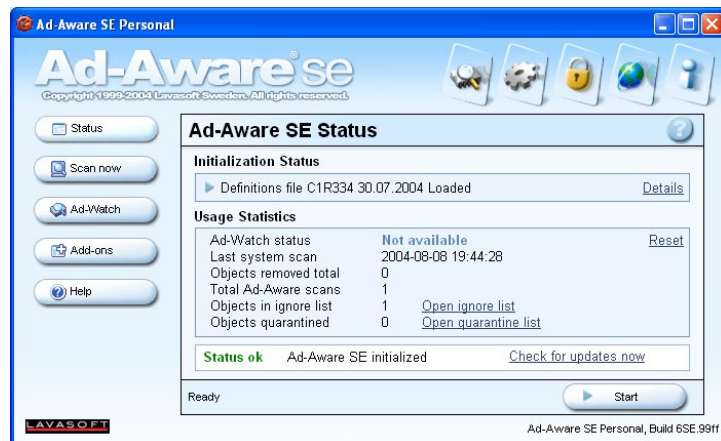 Ad-Aware SE Personal
Ad-Aware se
Copyright 1999-2004 Lavasoft Sweden. All rights reserved.
Status
Scan now
Ad-Watch
Add-ons
Help
Ad-Aware SE Status
Initialization Status
Definitions file C1R334 30.07.2004 Loaded Details
Usage Statistics
Ad-Watch status Not available Reset
Last system scan 2004-08-08 19:44:28
Objects removed total 0
Total Ad-Aware scans 1
Objects in ignore list 1 Open ignore list
Objects quarantined 0 Open quarantine list
Status ok Ad-Aware SE initialized Check for updates now
Ready Start
LAVASOFT
Ad-Aware SE Personal, Build 6SE.99ff